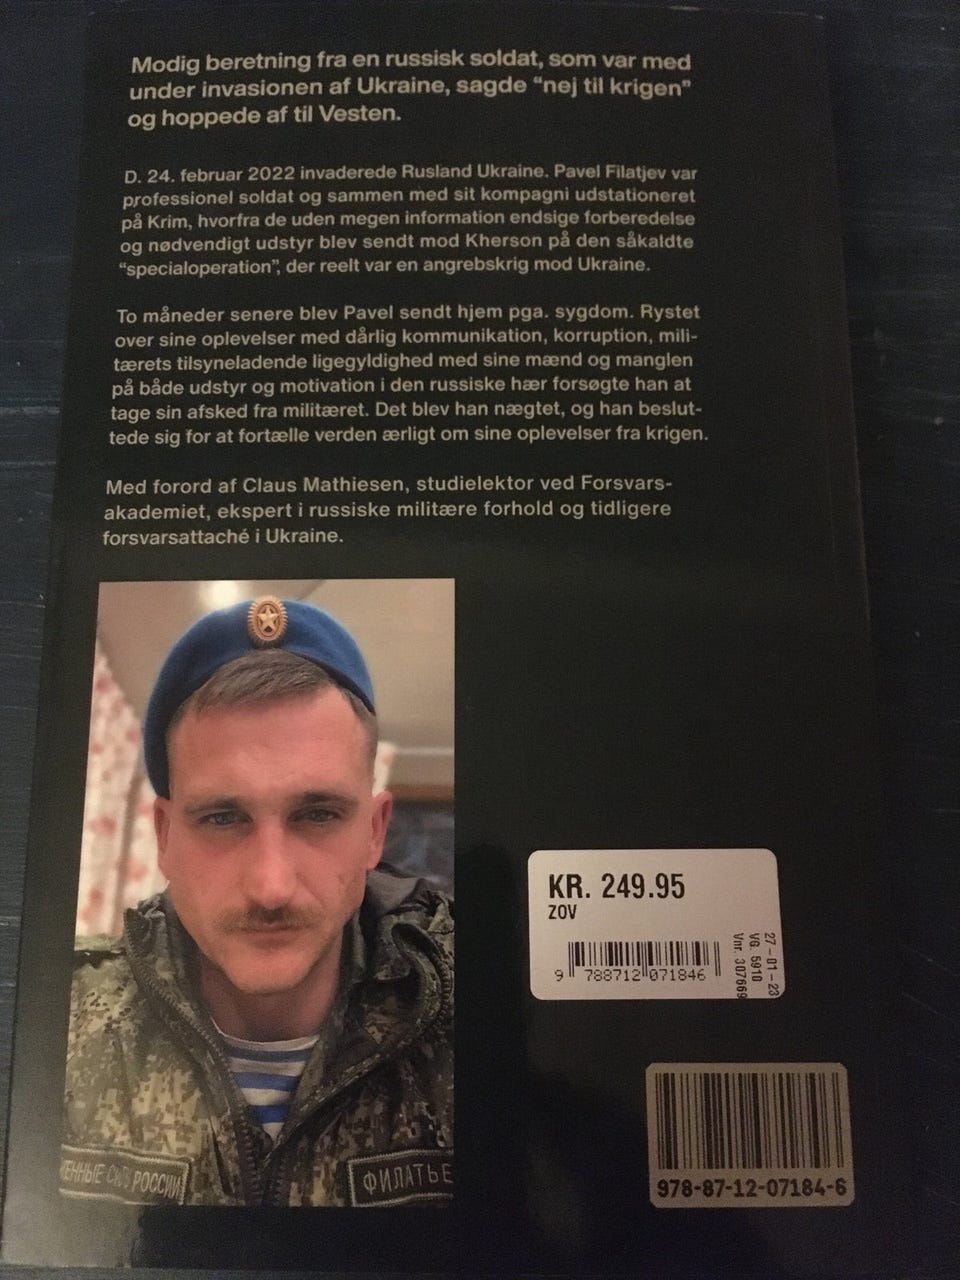 Modig beretning fra en russisk soldat, som var med
under invasionen af Ukraine, sagde “nej til krigen”
og hoppede af til Vesten.
D. 24. februar 2022 invaderede Rusland Ukraine. Pavel Filatjev var
professionel soldat og sammen med sit kompagni udstationeret
på Krim, hvorfra de uden megen information endsige forberedelse
og nødvendigt udstyr blev sendt mod Kherson på den såkaldte
“specialoperation”, der reelt var en angrebskrig mod Ukraine.
To måneder senere blev Pavel sendt hjem pga. sygdom. Rystet
over sine oplevelser med dårlig kommunikation, korruption, mili-
tærets tilsyneladende ligegyldighed med sine mænd og manglen
på både udstyr og motivation i den russiske hær forsøgte han at
tage sin afsked fra militæret. Det blev han nægtet, og han beslut-
tede sig for at fortælle verden ærligt om sine oplevelser fra krigen.
Med forord af Claus Mathiesen, studielektor ved Forsvars-
akademiet, ekspert i russiske militære forhold og tidligere
forsvarsattaché i Ukraine.
ЕННЫЕ СИЛ РОССИИ
ФИЛАТЬЕ
KR. 249.95
ZOV
9 788712 071846
27-01-23
VG. 5910
Vnr. 307669
978-87-12-07184-6